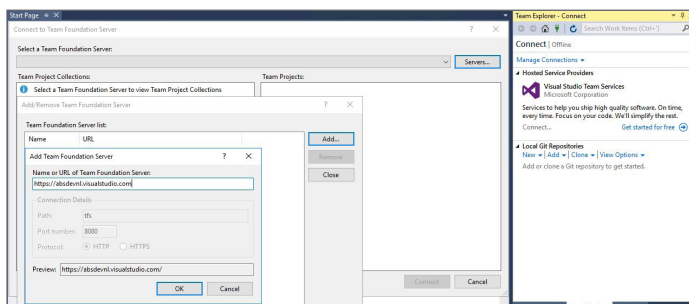 Start Page
Connect to Team Foundation Server
Select a Team Foundation Server:
Servers...
Team Project Collections:
Team Projects:
Select a Team Foundation Server to view Team Project Collections
Add/Remove Team Foundation Server
Team Foundation Server list:
Name URL
Add...
Remove
Close
Add Team Foundation Server
Name or URL of Team Foundation Server:
https://absdevnl.visualstudio.com
Connection Details
Path: tfs
Port number: 8080
Protocol: HTTP HTTPS
Preview: https://absdevnl.visualstudio.com/
OK Cancel
Connect Cancel
Team Explorer - Connect
Search Work Items (Ctrl+')
Connect | Offline
Manage Connections
Hosted Service Providers
Visual Studio Team Services
Microsoft Corporation
Services to help you ship high quality software. On time,
every time. Focus on your code. We'll simplify the rest.
Connect... Get started for free
Local Git Repositories
New | Add | Clone | View Options
Add or clone a Git repository to get started.